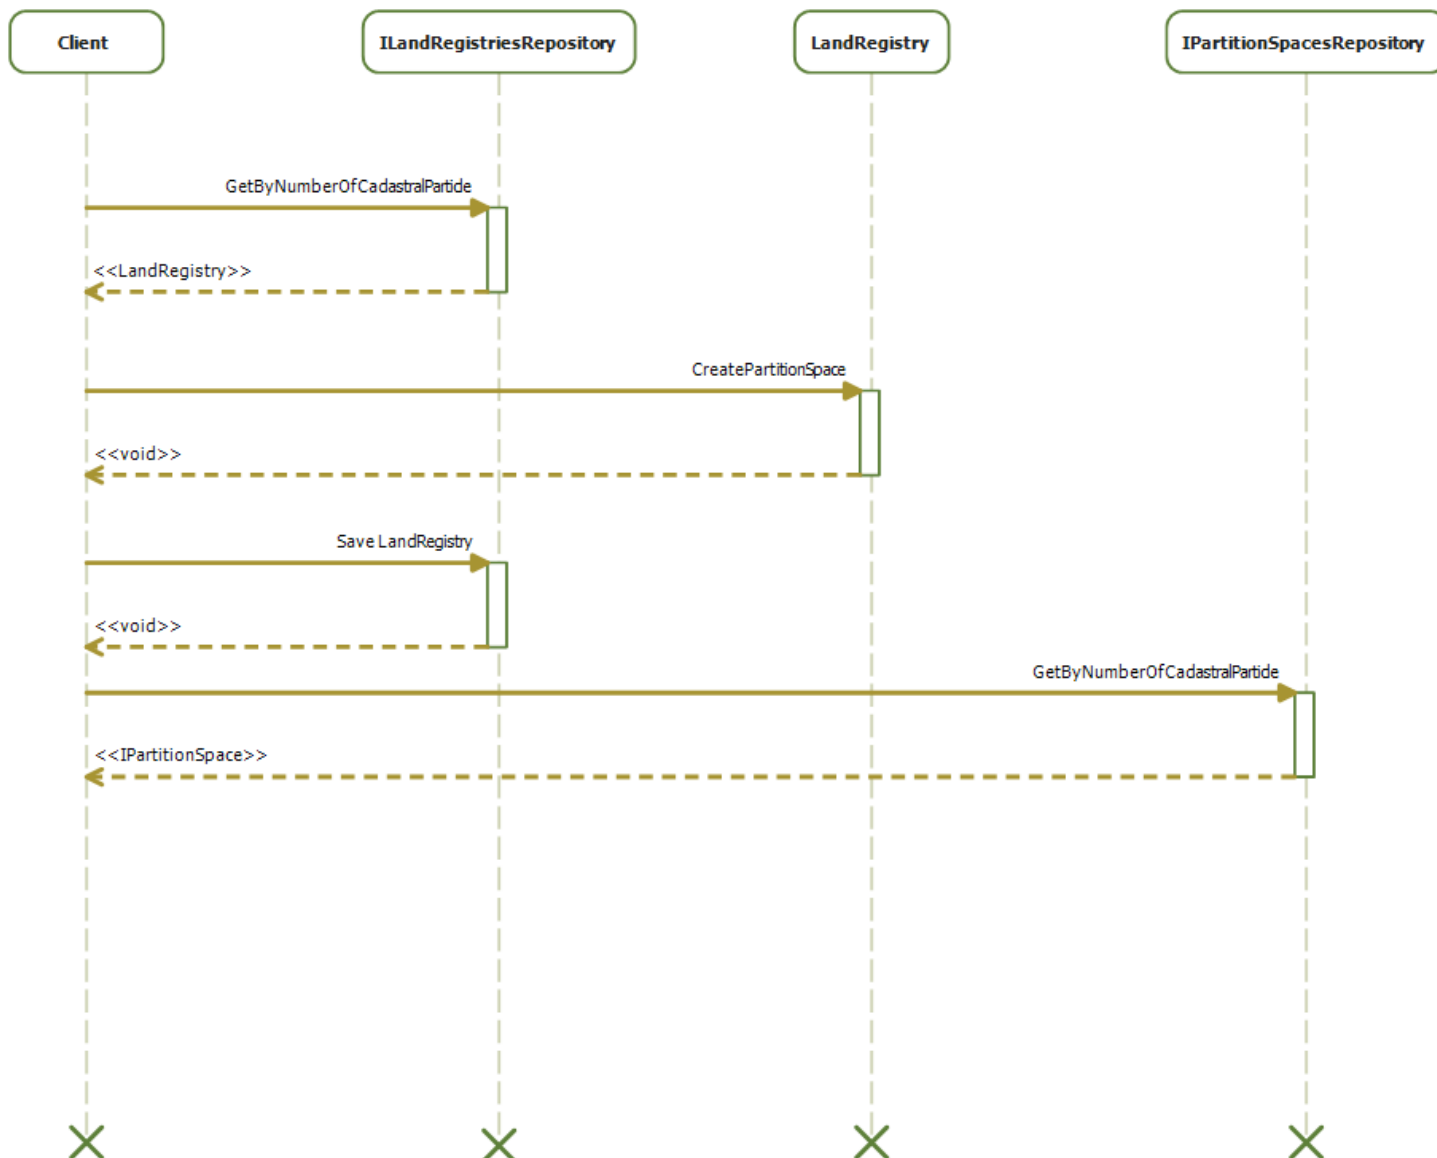 Client
ILandRegistriesRepository
LandRegistry
IPartitionSpacesRepository
GetByNumberOfCadastralPartide
<<LandRegistry>>
CreatePartitionSpace
<<void>>
Save LandRegistry
<<void>>
GetByNumberOfCadastralPartide
<<IPartitionSpace>>